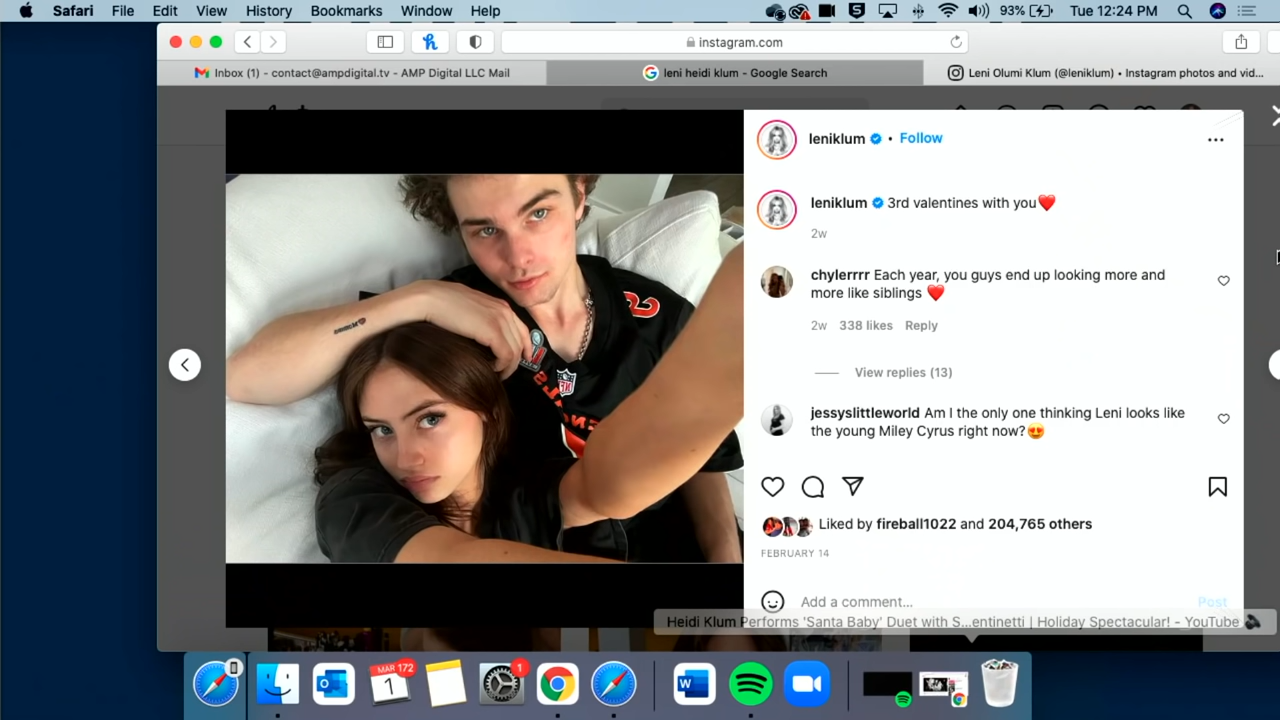 Safari File Edit View History Bookmarks Window Help 93% Tue 12:24 PM
instagram.com
Inbox (1) - contact@ampdigital.tv - AMP Digital LLC Mail
leni heidi klum - Google Search
Leni Olumi Klum (@leniklum) • Instagram photos and vid...
leniklum • Follow
leniklum 3rd valentines with you❤️
2w
chylerrrr Each year, you guys end up looking more and
more like siblings ❤️
2w 338 likes Reply
View replies (13)
jessyslittleworld Am I the only one thinking Leni looks like
the young Miley Cyrus right now?😍
Liked by fireball1022 and 204,765 others
FEBRUARY 14
Add a comment... Post
Heidi Klum Performs 'Santa Baby' Duet with S...entinetti | Holiday Spectacular! - YouTube
MAR 172
1
1
NFL